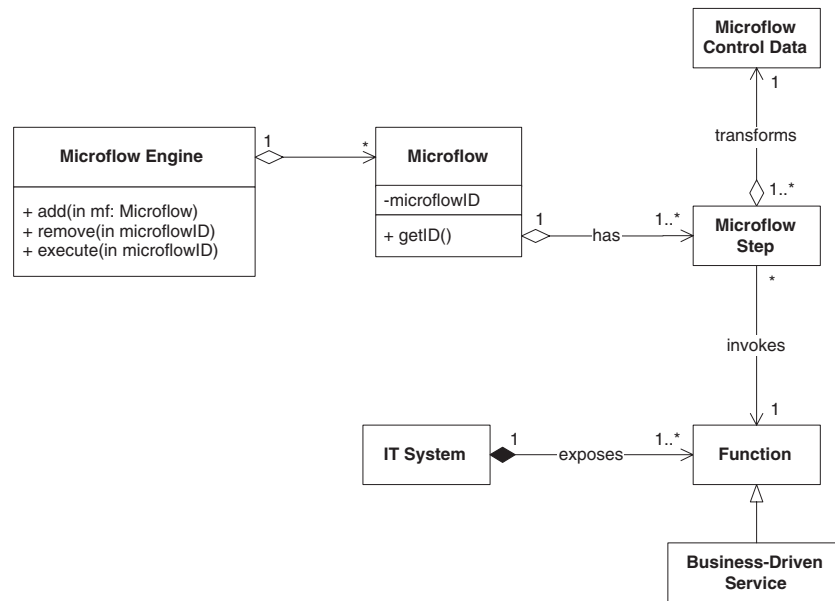 Microflow
Control Data
1
transforms
1..*
Microflow Engine
+ add(in mf: Microflow)
+ remove(in microflowID)
+ execute(in microflowID)
1
*
Microflow
-microflowID
+ getID()
1
has
1..*
Microflow
Step
*
invokes
1
IT System
1
exposes
1..*
Function
Business-Driven
Service